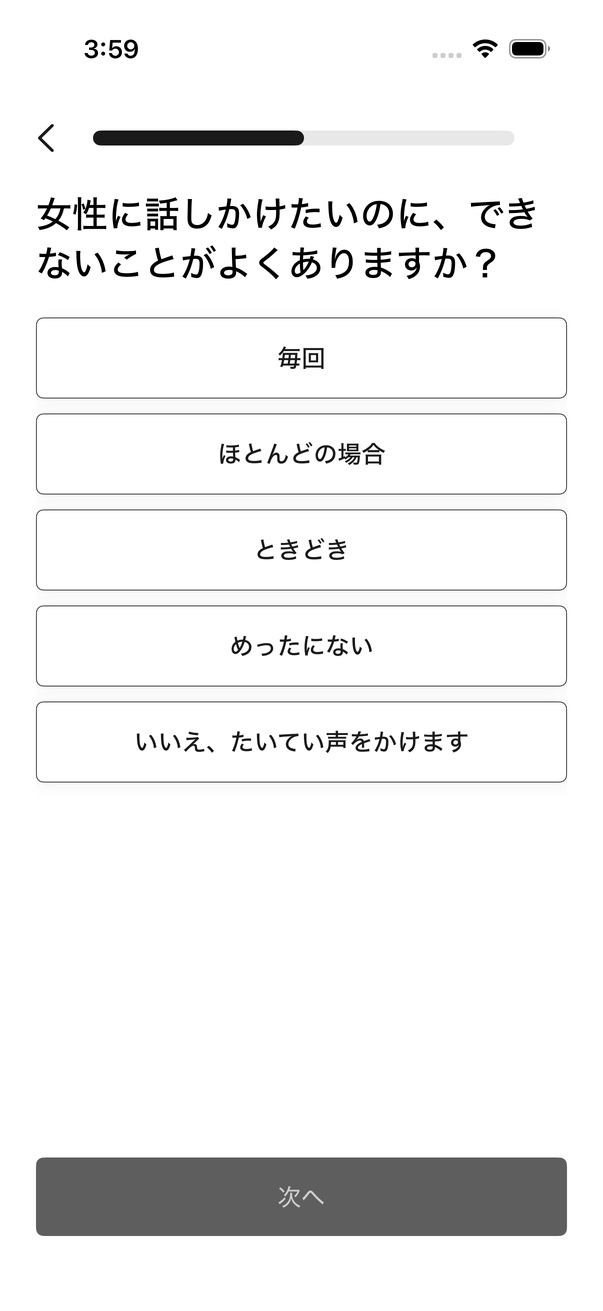 3:59
女性に話しかけたいのに、でき
ないことがよくありますか？
毎回
ほとんどの場合
ときどき
めったにない
いいえ、たいてい声をかけます
次へ